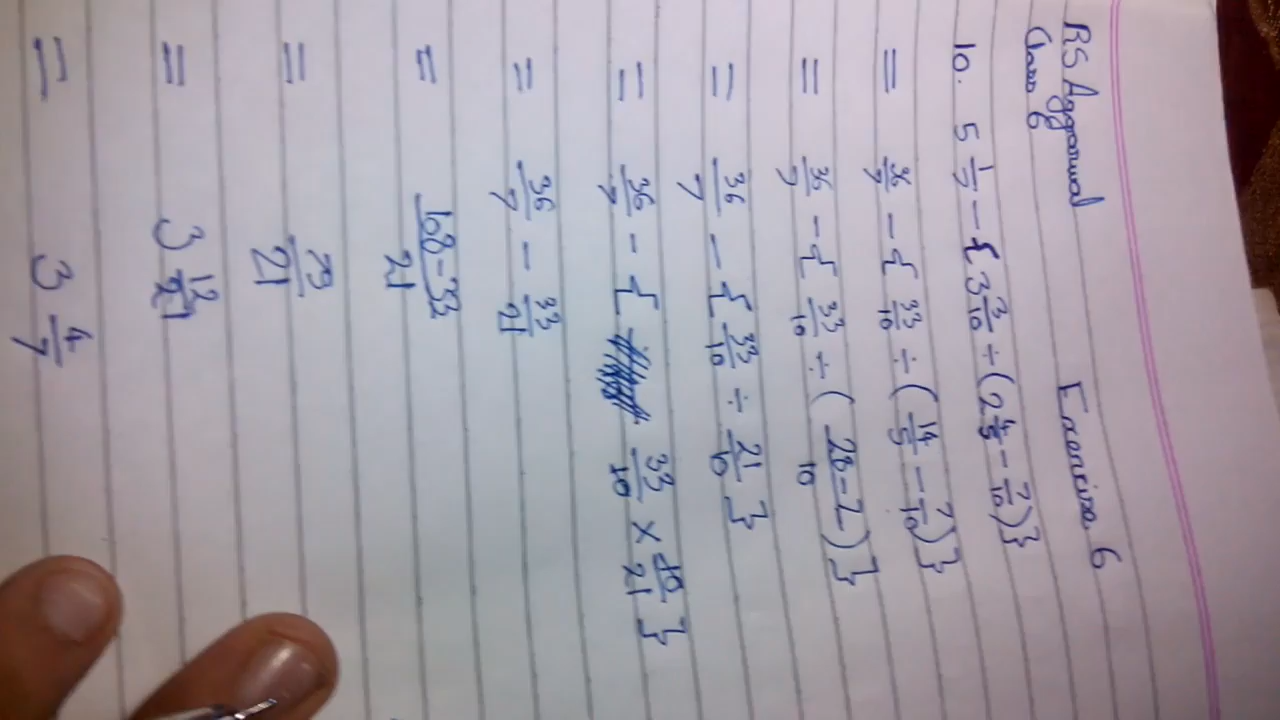 RS Aggarwal Exercise 6
Class 6
10. 5 1/7 - { 3 3/10 ÷ ( 2 4/5 - 7/10 ) }
= 36/7 - { 33/10 ÷ ( 14/5 - 7/10 ) }
= 36/7 - { 33/10 ÷ ( 28-7/10 ) }
= 36/7 - { 33/10 ÷ 21/10 }
= 36/7 - { 33/10 × 10/21 }
= 36/7 - 33/21
= 108-33/21
= 75/21
= 3 12/21
= 3 4/7